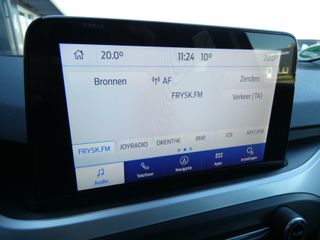 20.0° 11:24 10°
Bronnen AF Zenders
FRYSK.FM Verkeer (TA)
FRYSK.FM JOYRADIO DRENTHE BNR JOE NPO 3FM
Audio Telefoon Navigatie Apps Instellingen